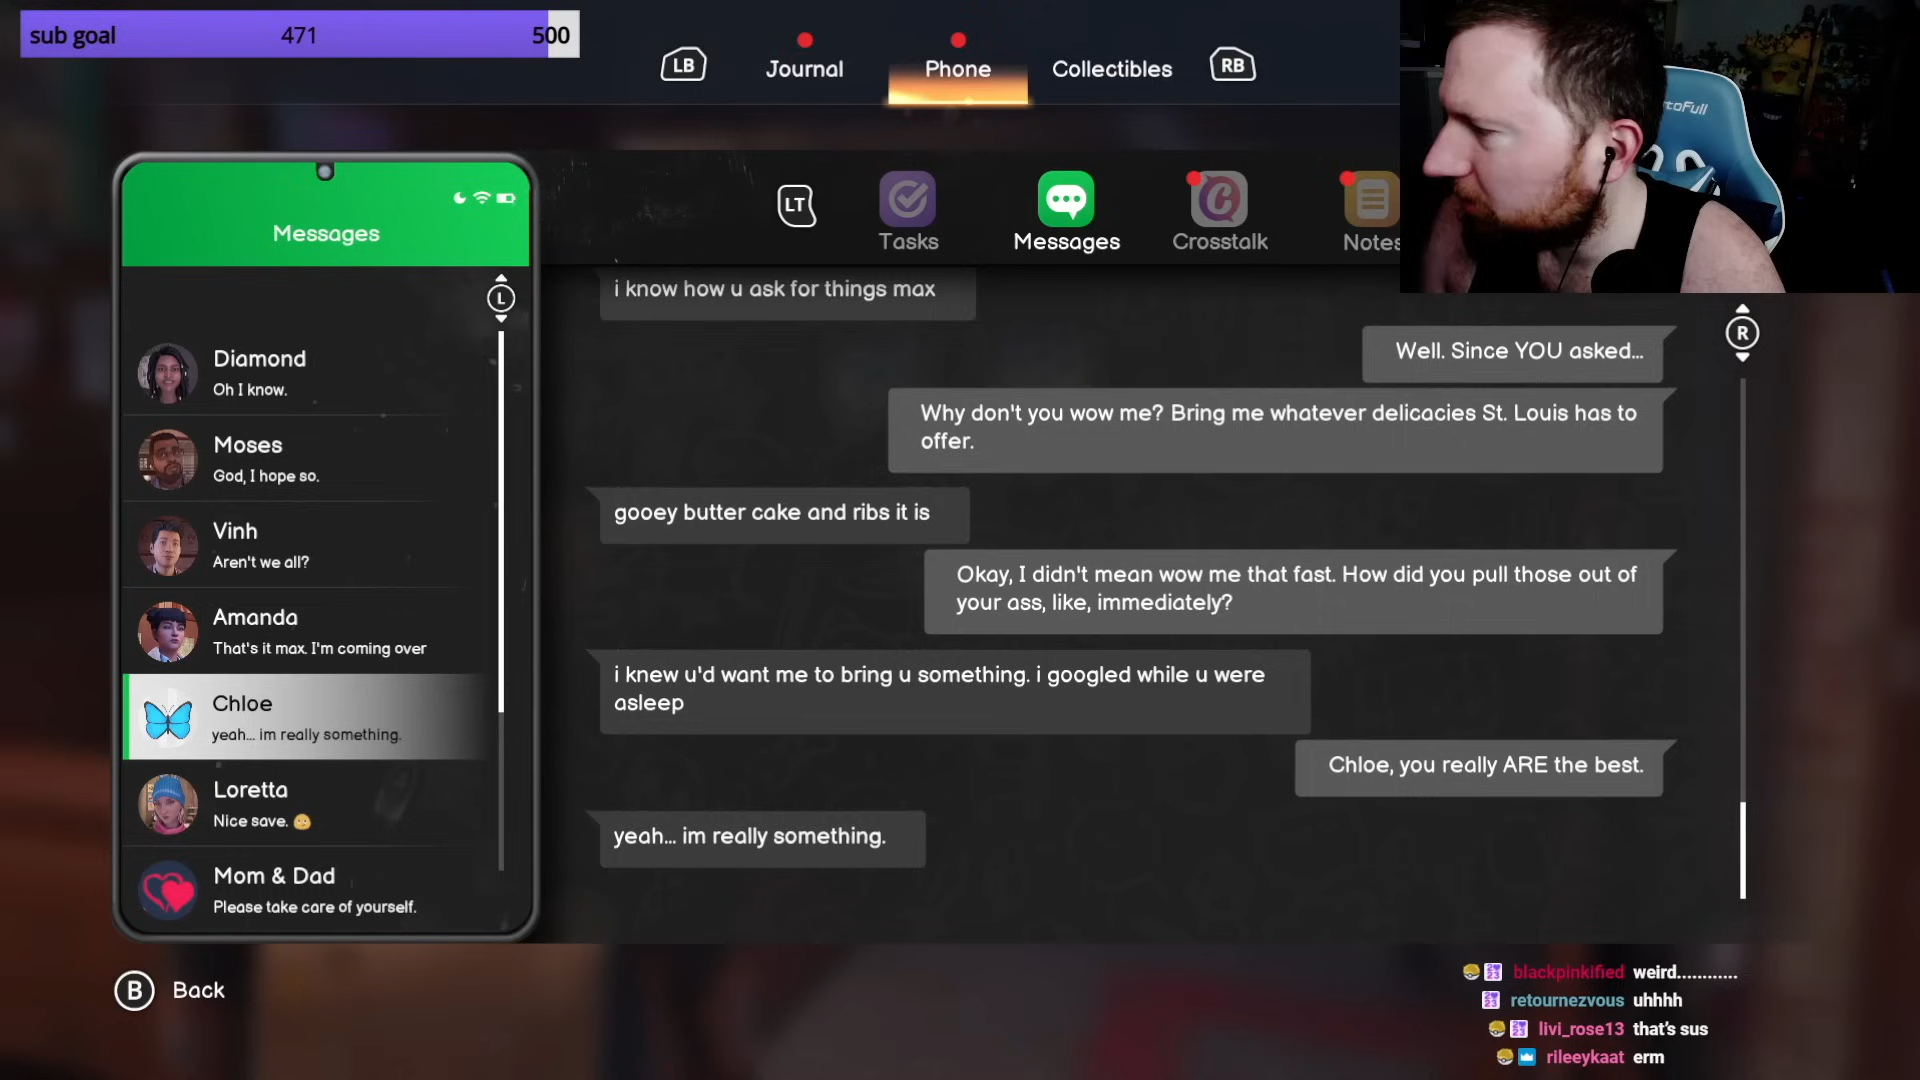 sub goal 471 500
LB Journal Phone Collectibles RB
Messages
LT Tasks Messages Crosstalk Notes
L
R
Diamond
Oh I know.
Moses
God, I hope so.
Vinh
Aren't we all?
Amanda
That's it max. I'm coming over
Chloe
yeah... im really something.
Loretta
Nice save.
Mom & Dad
Please take care of yourself.
i know how u ask for things max
Well. Since YOU asked...
Why don't you wow me? Bring me whatever delicacies St. Louis has to
offer.
gooey butter cake and ribs it is
Okay, I didn't mean wow me that fast. How did you pull those out of
your ass, like, immediately?
i knew u'd want me to bring u something. i googled while u were
asleep
Chloe, you really ARE the best.
yeah... im really something.
B Back
blackpinkified weird............
retournezvous uhhhh
livi_rose13 that's sus
rileeykaat erm